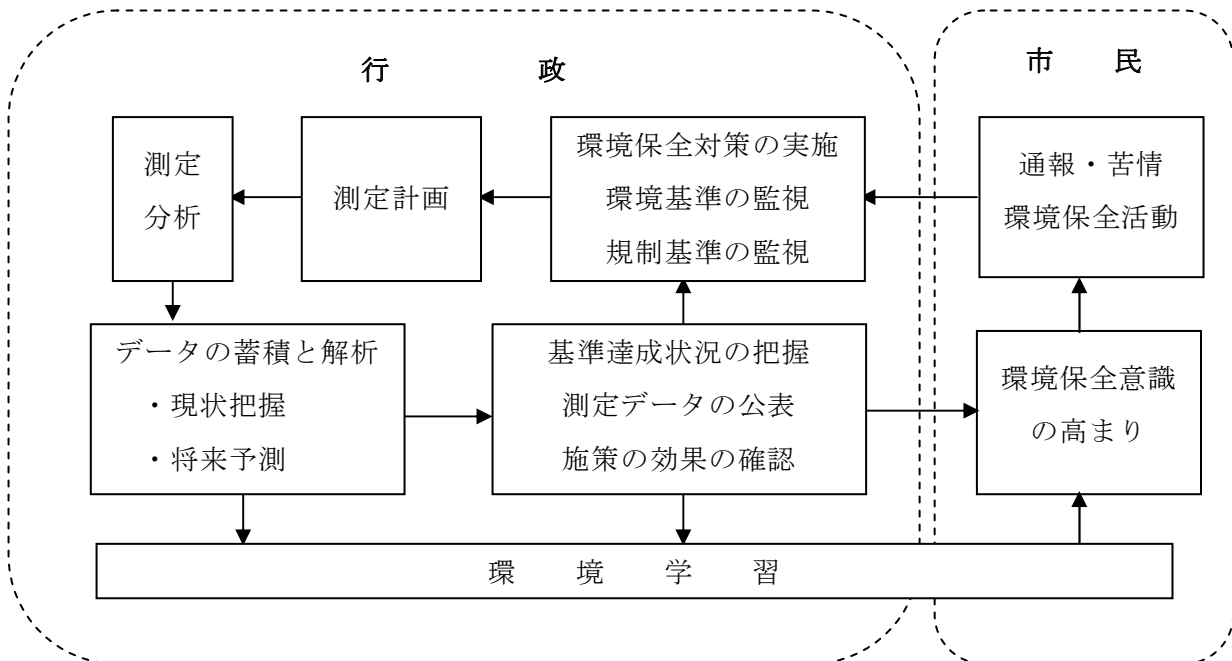 行　政
市　民
測定
分析
測定計画
環境保全対策の実施
環境基準の監視
規制基準の監視
通報・苦情
環境保全活動
データの蓄積と解析
・現状把握
・将来予測
基準達成状況の把握
測定データの公表
施策の効果の確認
環境保全意識
の高まり
環　境　学　習